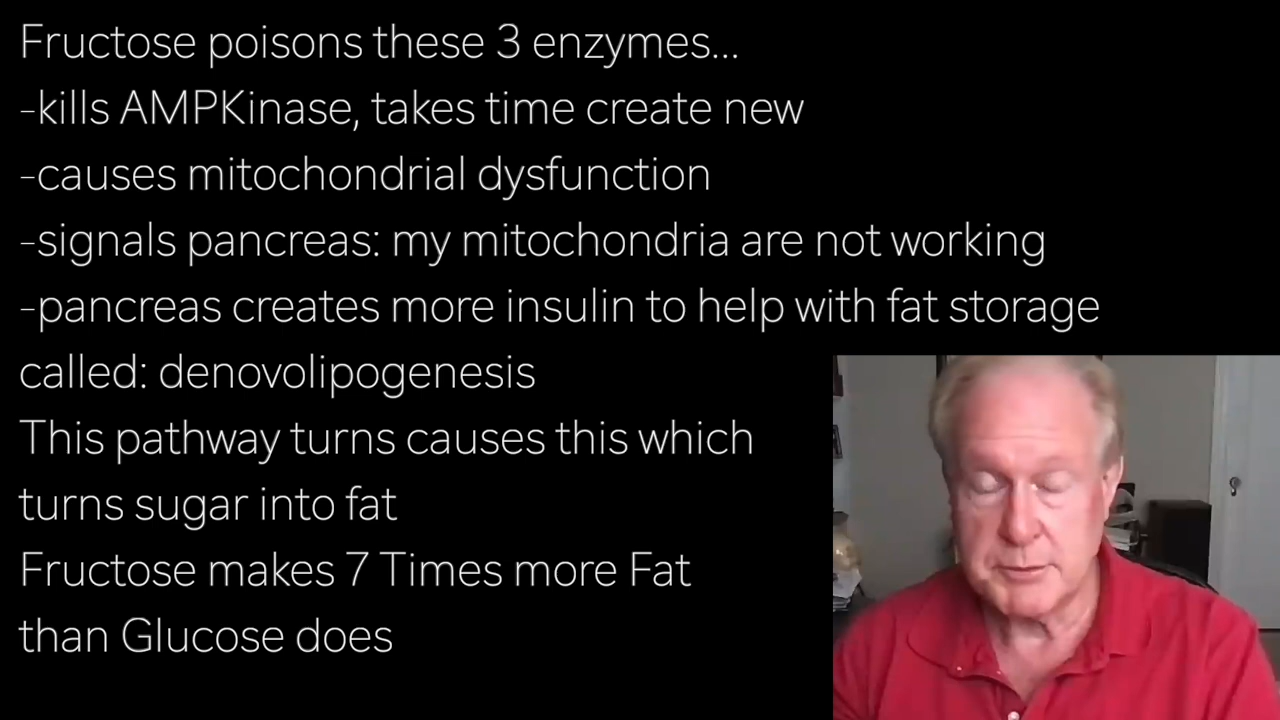 Fructose poisons these 3 enzymes...
-kills AMPKinase, takes time create new
-causes mitochondrial dysfunction
-signals pancreas: my mitochondria are not working
-pancreas creates more insulin to help with fat storage
called: denovolipogenesis
This pathway turns causes this which
turns sugar into fat
Fructose makes 7 Times more Fat
than Glucose does